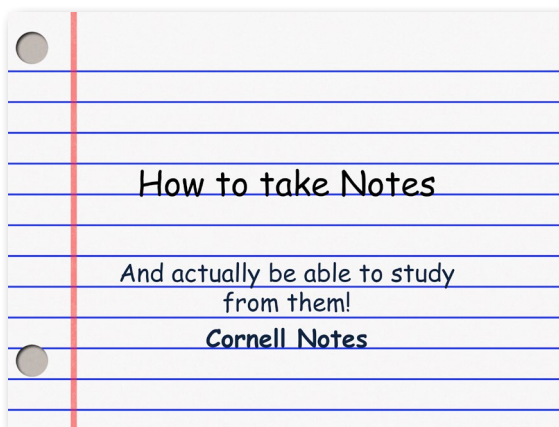 How to take Notes
And actually be able to study
from them!
Cornell Notes